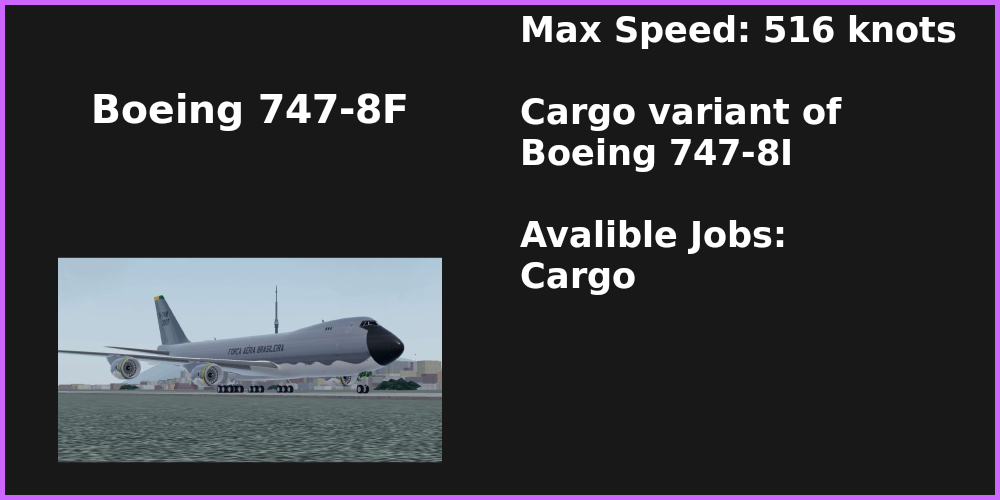 Boeing 747-8F
Max Speed: 516 knots
Cargo variant of
Boeing 747-8I
Avalible Jobs:
Cargo
FORÇA AÉREA BRASILEIRA